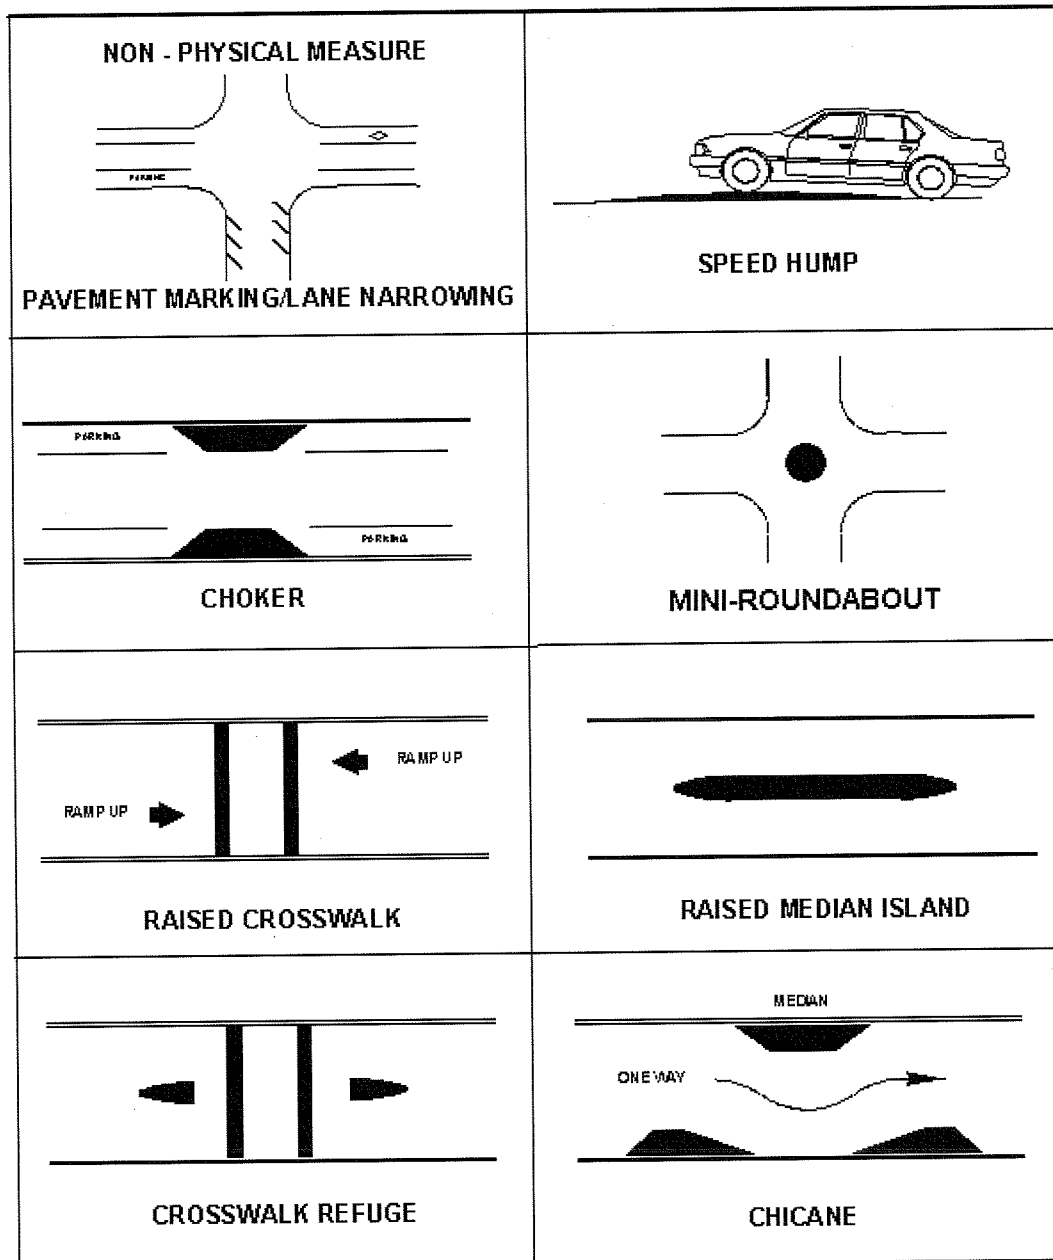 NON - PHYSICAL MEASURE
PARKING
PAVEMENT MARKING/LANE NARROWING
SPEED HUMP
PARKING
PARKING
CHOKER
MINI-ROUNDABOUT
RAMP UP
RAMP UP
RAISED CROSSWALK
RAISED MEDIAN ISLAND
CROSSWALK REFUGE
MEDIAN
ONE WAY
CHICANE